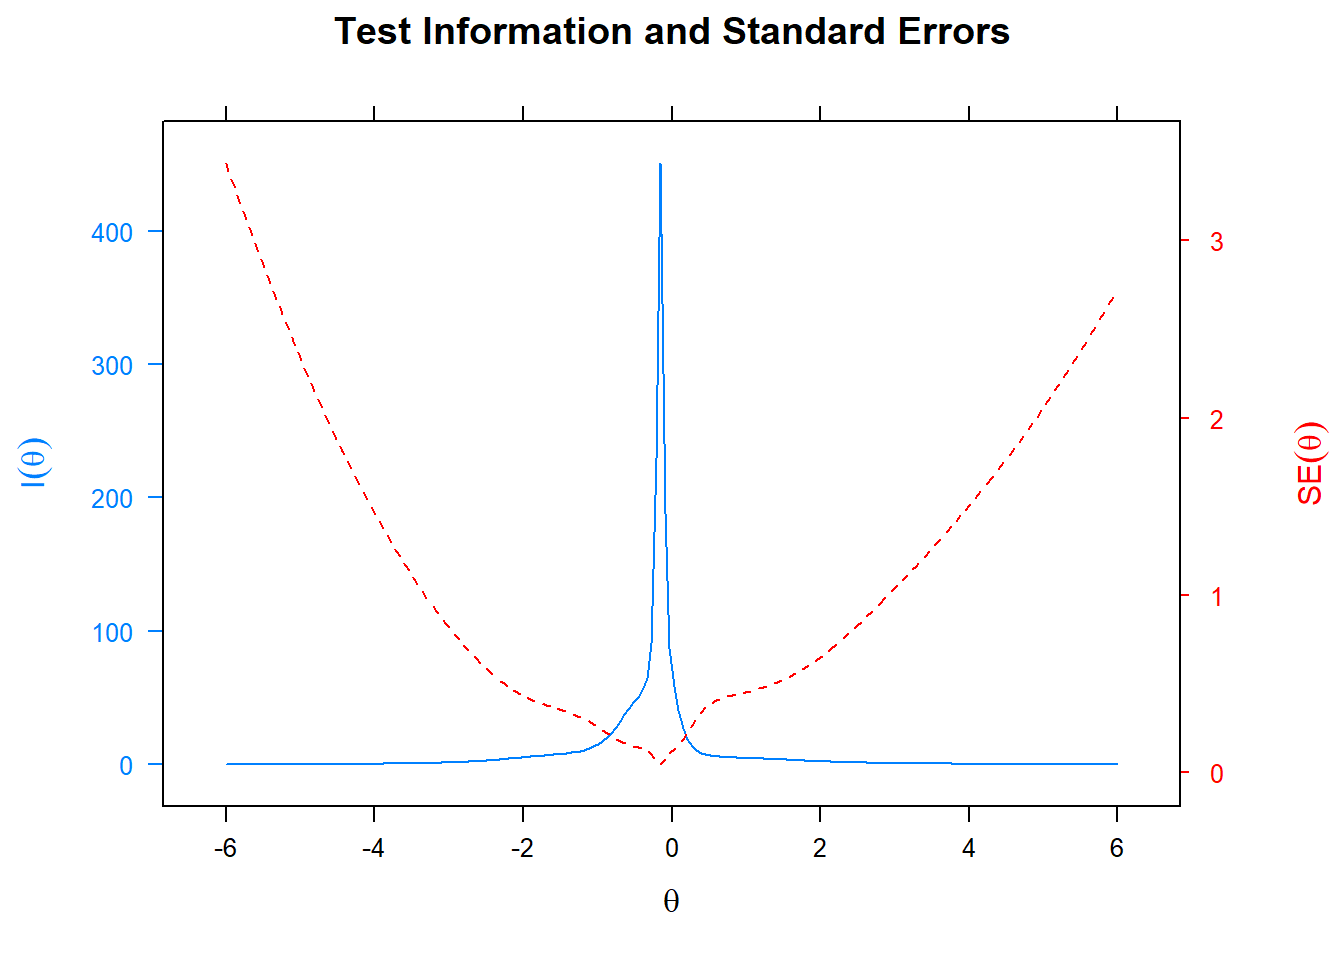 Test Information and Standard Errors
I(θ)
400
300
200
100
0
3
2
1
0
SE(θ)
-6 -4 -2 0 2 4 6
θ